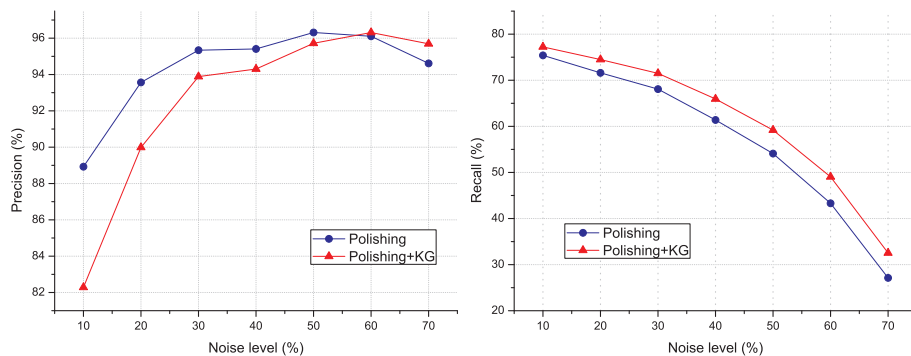 Precision (%)
96
94
92
90
88
86
84
82
Polishing
Polishing+KG
10 20 30 40 50 60 70
Noise level (%)
Recall (%)
80
70
60
50
40
30
20
Polishing
Polishing+KG
10 20 30 40 50 60 70
Noise level (%)